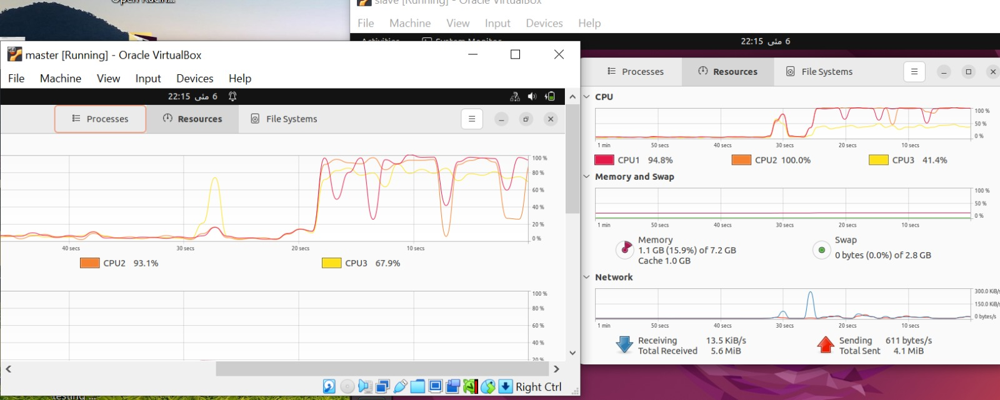 slave [Running] - Oracle VirtualBox
File Machine View Input Devices Help
Activities System Monitor
22:15 6 مئی
master [Running] - Oracle VirtualBox
File Machine View Input Devices Help
22:15 6 مئی
Processes Resources File Systems
100 %
80 %
60 %
40 %
20 %
0 %
40 secs 30 secs 20 secs 10 secs
CPU2 93.1% CPU3 67.9%
100 %
80 %
60 %
40 %
20 %
Right Ctrl
Processes Resources File Systems
CPU
100 %
50 %
0 %
1 min 50 secs 40 secs 30 secs 20 secs 10 secs
CPU1 94.8% CPU2 100.0% CPU3 41.4%
Memory and Swap
100 %
50 %
0 %
1 min 50 secs 40 secs 30 secs 20 secs 10 secs
Memory
1.1 GB (15.9%) of 7.2 GB
Cache 1.0 GB
Swap
0 bytes (0.0%) of 2.8 GB
Network
300.0 KiB/s
150.0 KiB/s
0 bytes/s
1 min 50 secs 40 secs 30 secs 20 secs 10 secs
Receiving 13.5 KiB/s
Total Received 5.6 MiB
Sending 611 bytes/s
Total Sent 4.1 MiB
testing ...